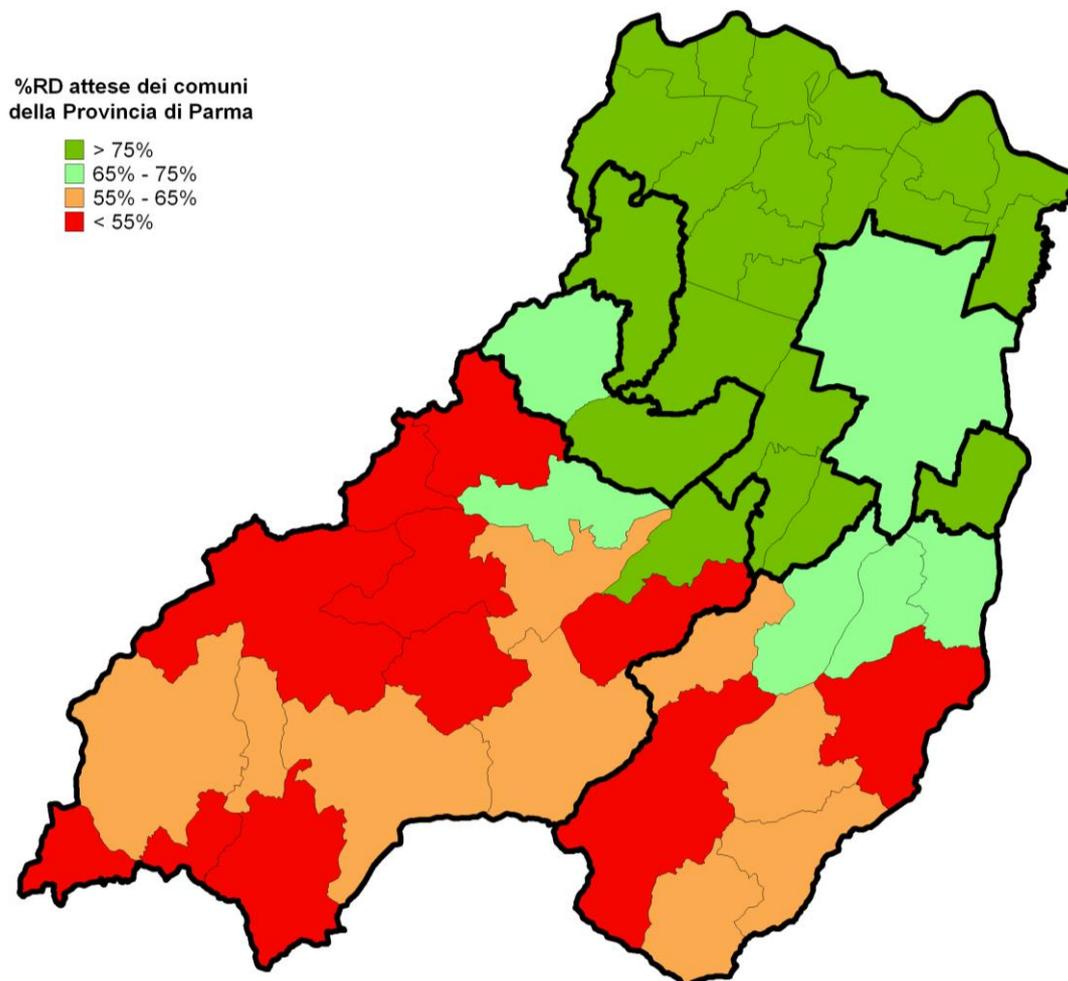 %RD attese dei comuni
della Provincia di Parma
> 75%
65% - 75%
55% - 65%
< 55%